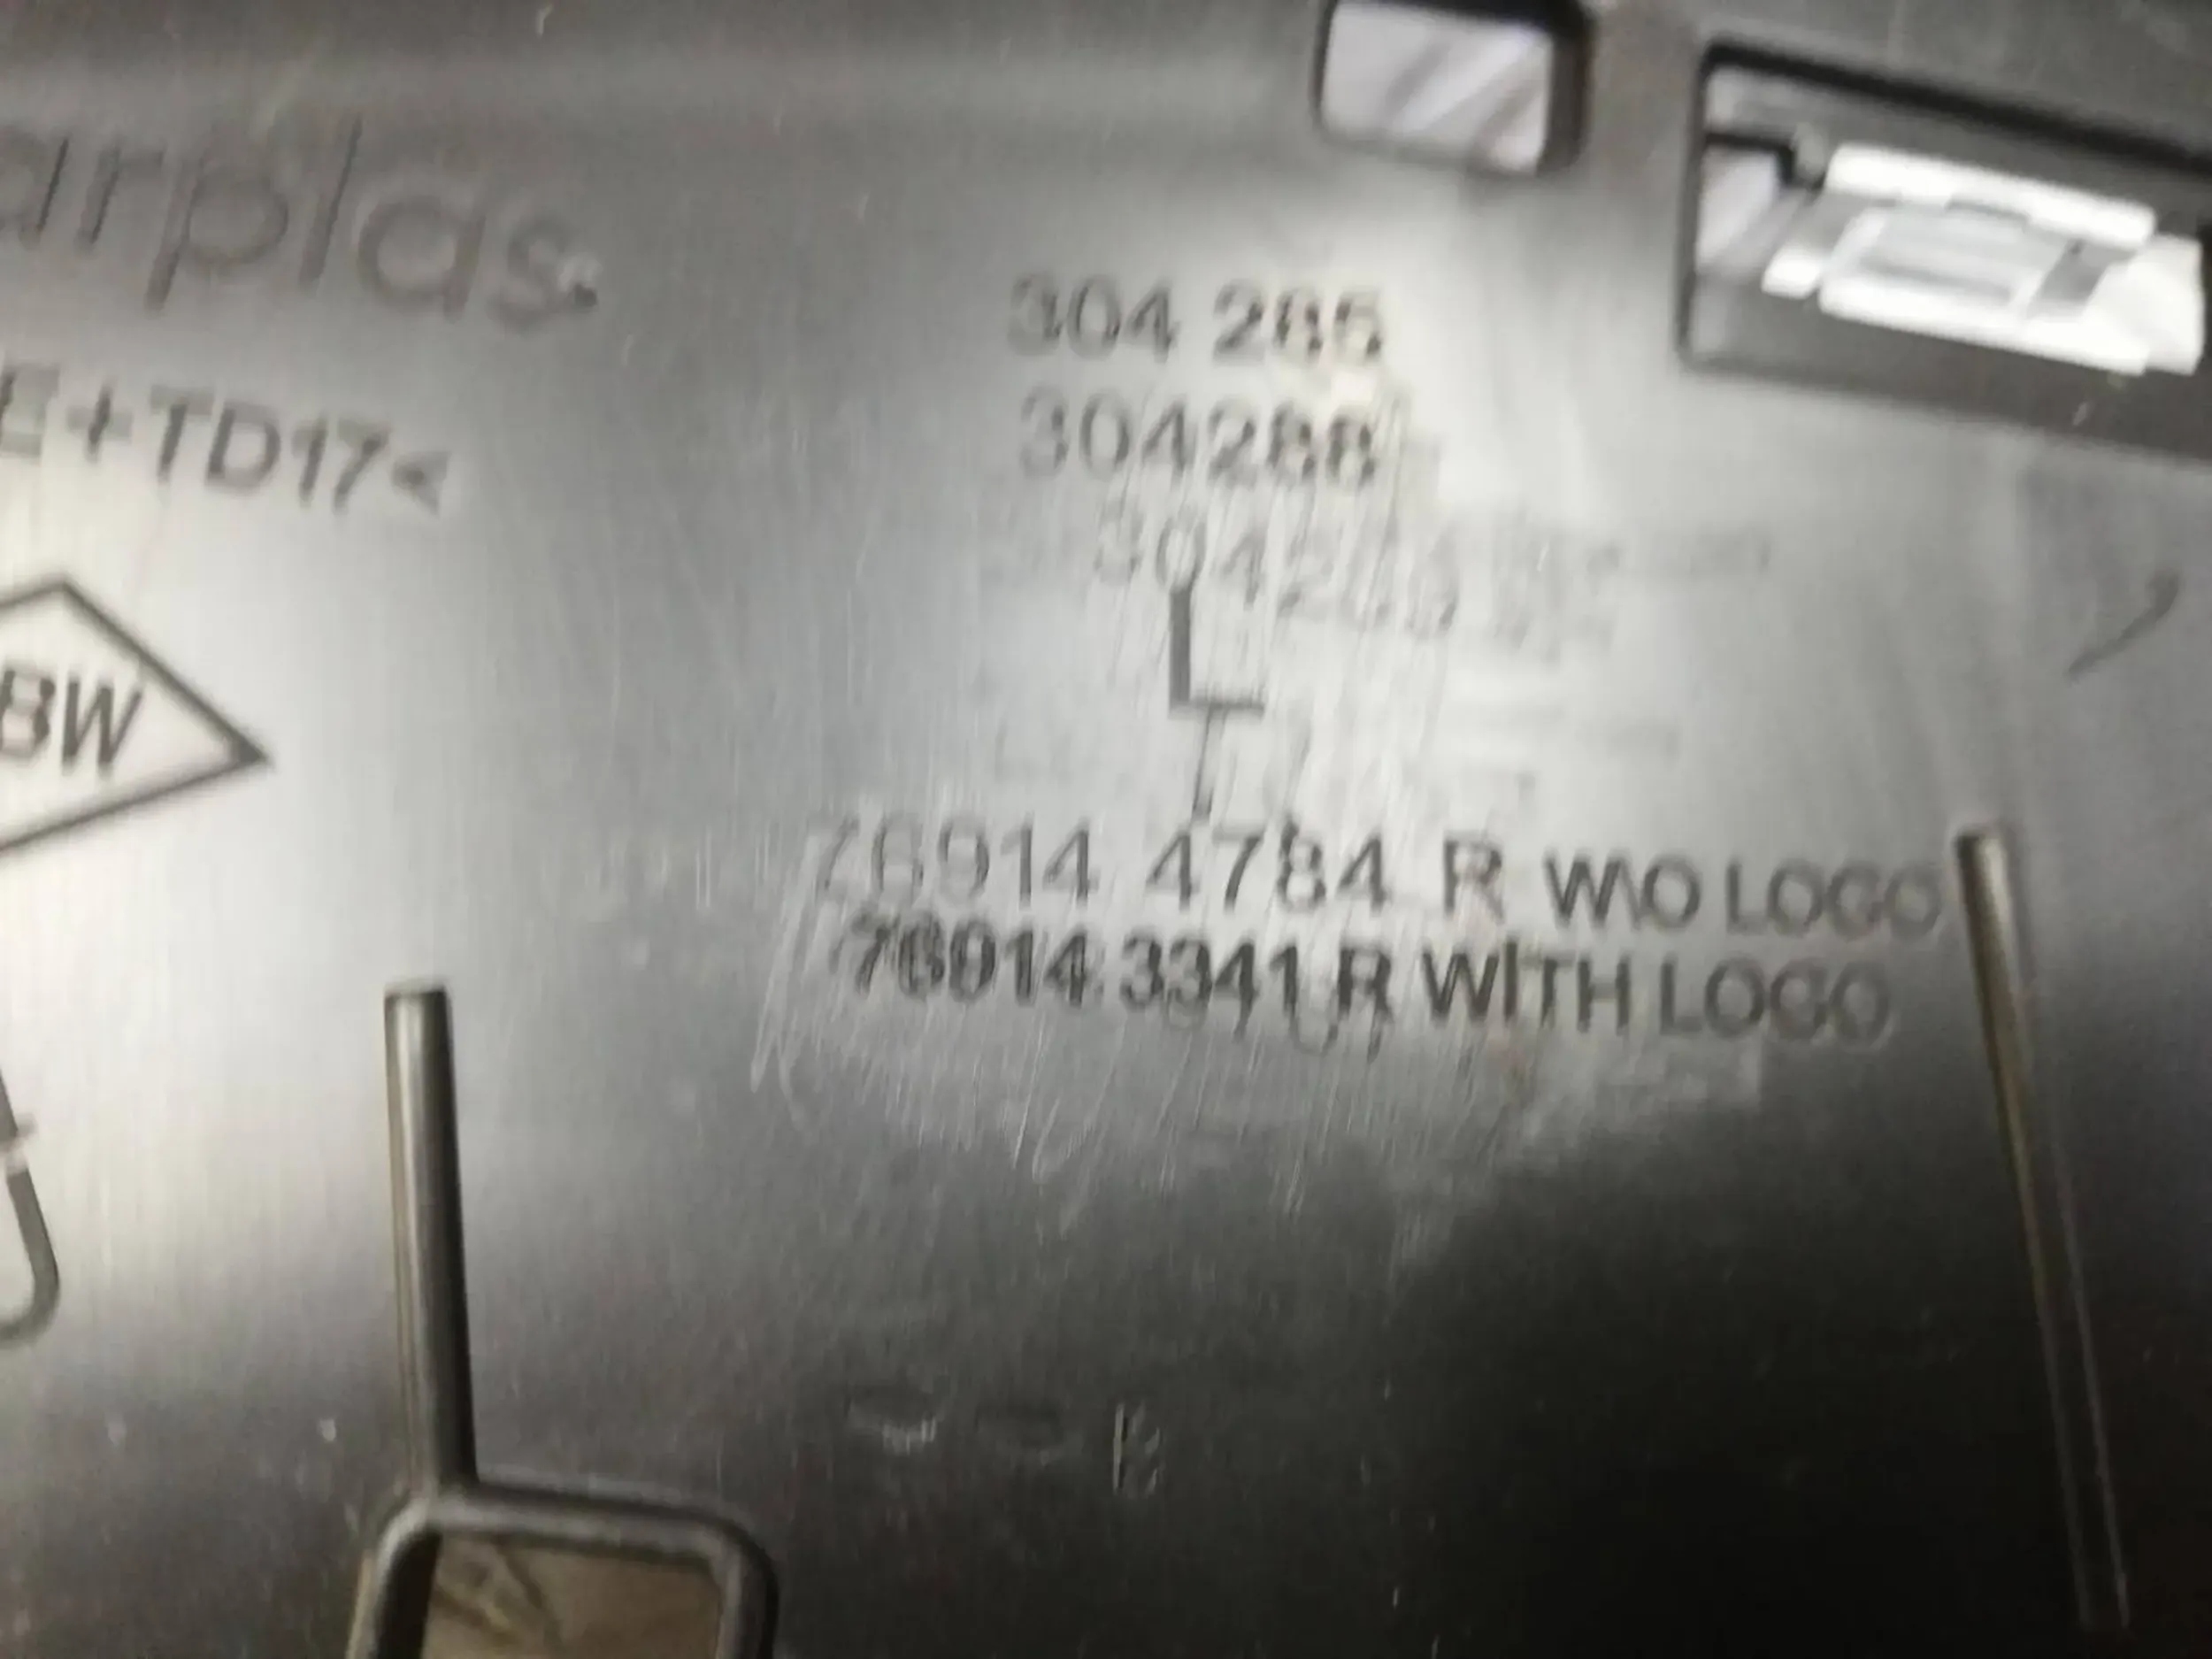 arplas
304 285
304288
E+TD17<
L
BW
76914 4784 R W\O LOGO
76914 3341 R WITH LOGO